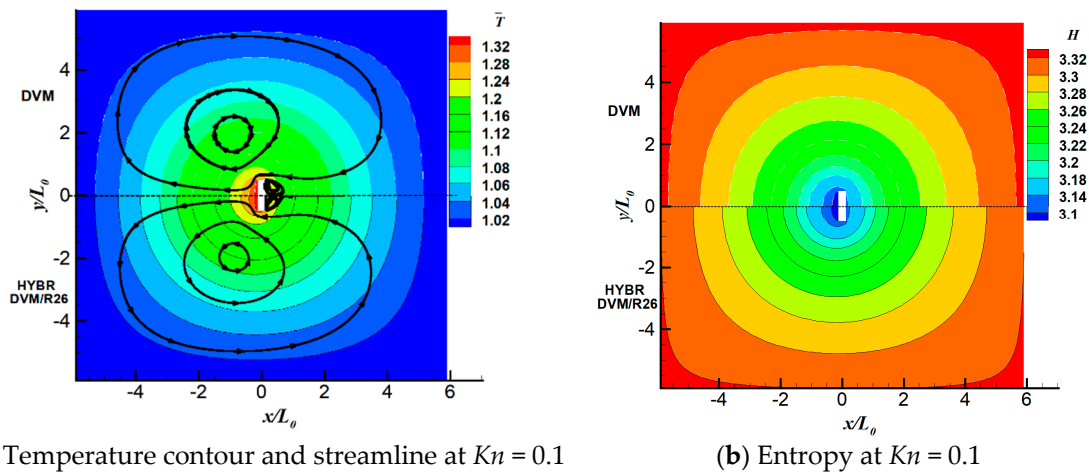 T̅
1.32
1.28
1.24
1.2
1.16
1.12
1.1
1.08
1.06
1.04
1.02
4
2
0
-2
-4
y/L₀
DVM
HYBR
DVM/R26
-4 -2 0 2 4 6
x/L₀
Temperature contour and streamline at Kn = 0.1
H
3.32
3.3
3.3
3.28
3.26
3.24
3.22
3.2
3.18
3.14
3.1
4
2
0
-2
-4
y/L₀
DVM
HYBR
DVM/R26
-4 -2 0 2 4 6
x/L₀
(b) Entropy at Kn = 0.1